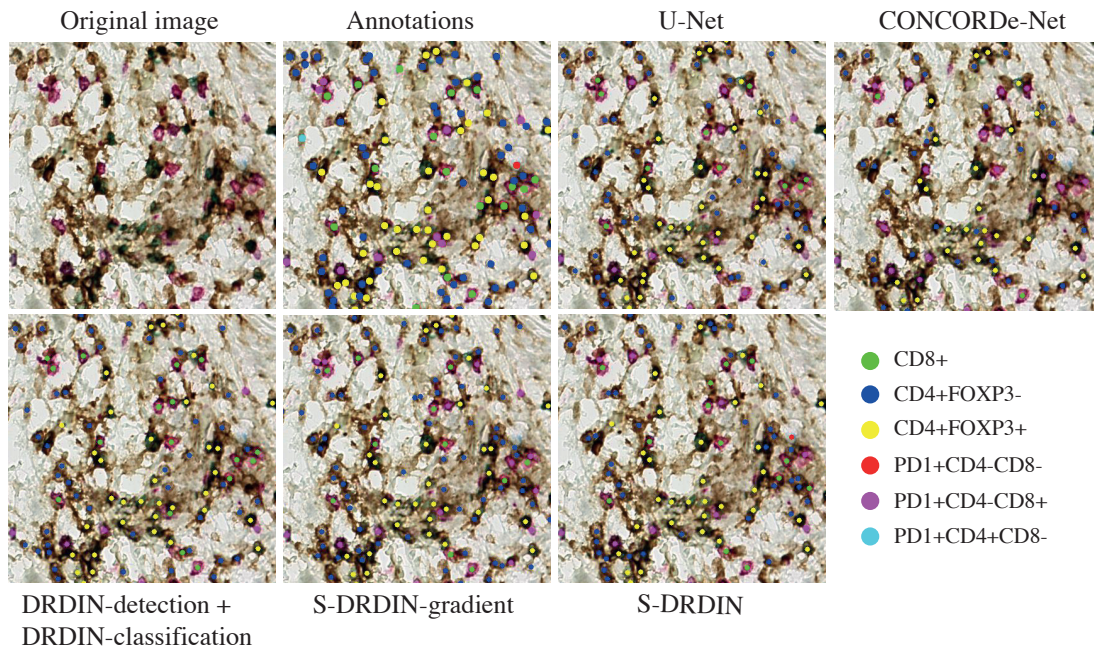 Original image
Annotations
U-Net
CONCORDe-Net
CD8+
CD4+FOXP3-
CD4+FOXP3+
PD1+CD4-CD8-
PD1+CD4-CD8+
PD1+CD4+CD8-
DRDIN-detection +
DRDIN-classification
S-DRDIN-gradient
S-DRDIN